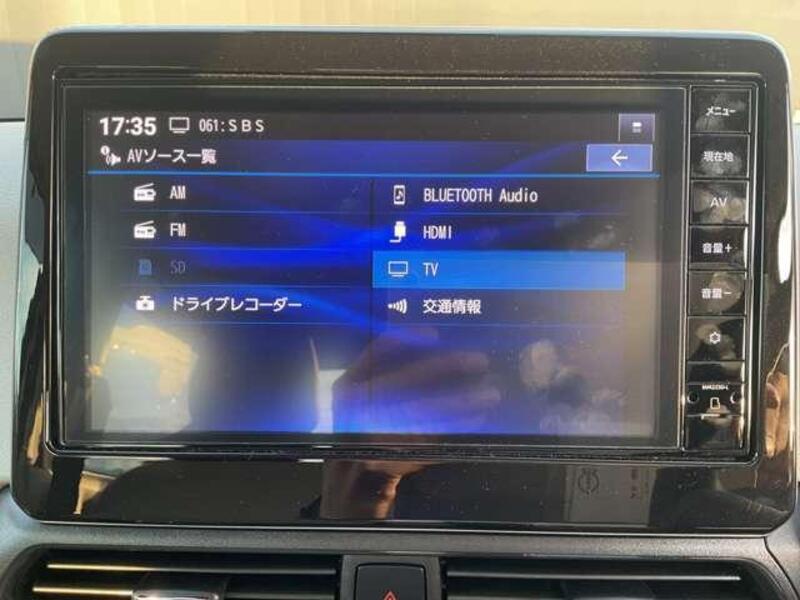 17:35 061:SBS
AVソース一覧
AM
FM
SD
ドライブレコーダー
BLUETOOTH Audio
HDMI
TV
交通情報
メニュー
現在地
AV
音量+
音量−